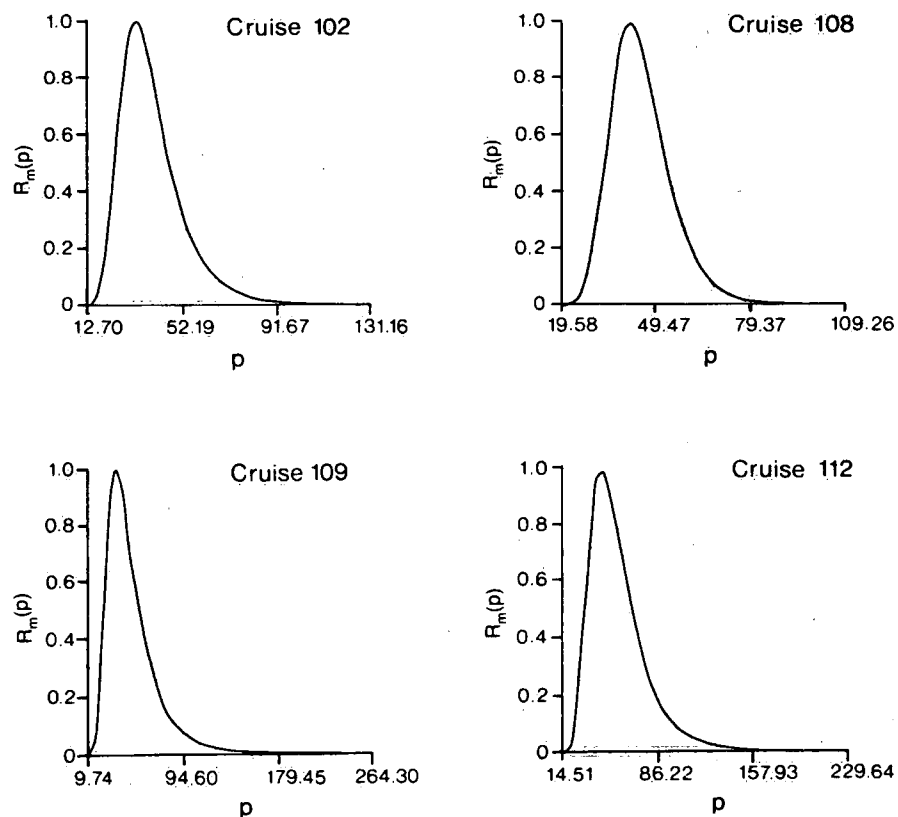 Cruise 102
1.0
0.8
0.6
0.4
0.2
0
R_m(p)
12.70 52.19 91.67 131.16
p
Cruise 108
1.0
0.8
0.6
0.4
0.2
0
R_m(p)
19.58 49.47 79.37 109.26
p
Cruise 109
1.0
0.8
0.6
0.4
0.2
0
R_m(p)
9.74 94.60 179.45 264.30
p
Cruise 112
1.0
0.8
0.6
0.4
0.2
0
R_m(p)
14.51 86.22 157.93 229.64
p